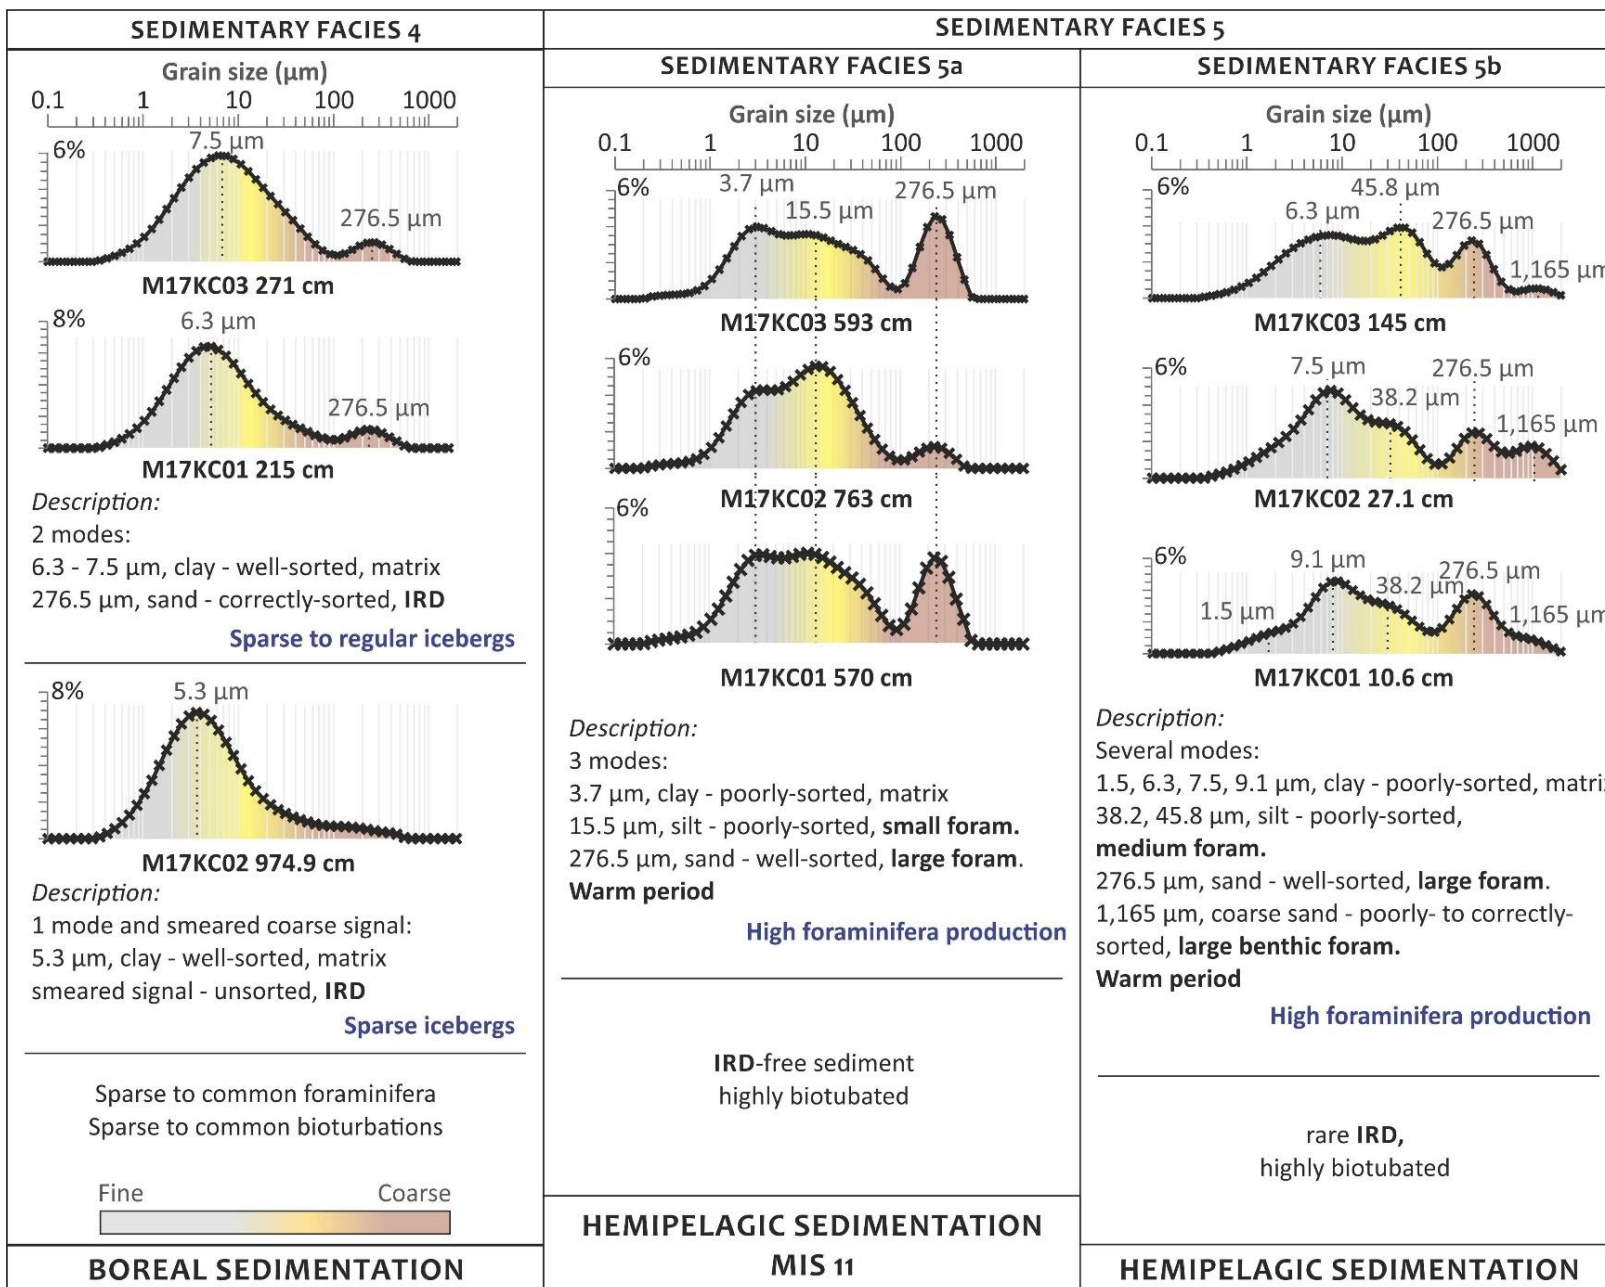 SEDIMENTARY FACIES 4
Grain size (µm)
0.1 1 10 100 1000
6%
7.5 µm
276.5 µm
M17KC03 271 cm
8%
6.3 µm
276.5 µm
M17KC01 215 cm
Description:
2 modes:
6.3 - 7.5 µm, clay - well-sorted, matrix
276.5 µm, sand - correctly-sorted, IRD
Sparse to regular icebergs
8%
5.3 µm
M17KC02 974.9 cm
Description:
1 mode and smeared coarse signal:
5.3 µm, clay - well-sorted, matrix
smeared signal - unsorted, IRD
Sparse icebergs
Sparse to common foraminifera
Sparse to common bioturbations
Fine Coarse
BOREAL SEDIMENTATION
SEDIMENTARY FACIES 5
SEDIMENTARY FACIES 5a
Grain size (µm)
0.1 1 10 100 1000
6%
3.7 µm
15.5 µm
276.5 µm
M17KC03 593 cm
6%
M17KC02 763 cm
6%
M17KC01 570 cm
Description:
3 modes:
3.7 µm, clay - poorly-sorted, matrix
15.5 µm, silt - poorly-sorted, small foram.
276.5 µm, sand - well-sorted, large foram.
Warm period
High foraminifera production
IRD-free sediment
highly biotubated
HEMIPELAGIC SEDIMENTATION
MIS 11
SEDIMENTARY FACIES 5b
Grain size (µm)
0.1 1 10 100 1000
6%
6.3 µm
45.8 µm
276.5 µm
1,165 µm
M17KC03 145 cm
6%
7.5 µm
38.2 µm
276.5 µm
1,165 µm
M17KC02 27.1 cm
6%
1.5 µm
9.1 µm
38.2 µm
276.5 µm
1,165 µm
M17KC01 10.6 cm
Description:
Several modes:
1.5, 6.3, 7.5, 9.1 µm, clay - poorly-sorted, matrix
38.2, 45.8 µm, silt - poorly-sorted,
medium foram.
276.5 µm, sand - well-sorted, large foram.
1,165 µm, coarse sand - poorly- to correctly-
sorted, large benthic foram.
Warm period
High foraminifera production
rare IRD,
highly biotubated
HEMIPELAGIC SEDIMENTATION